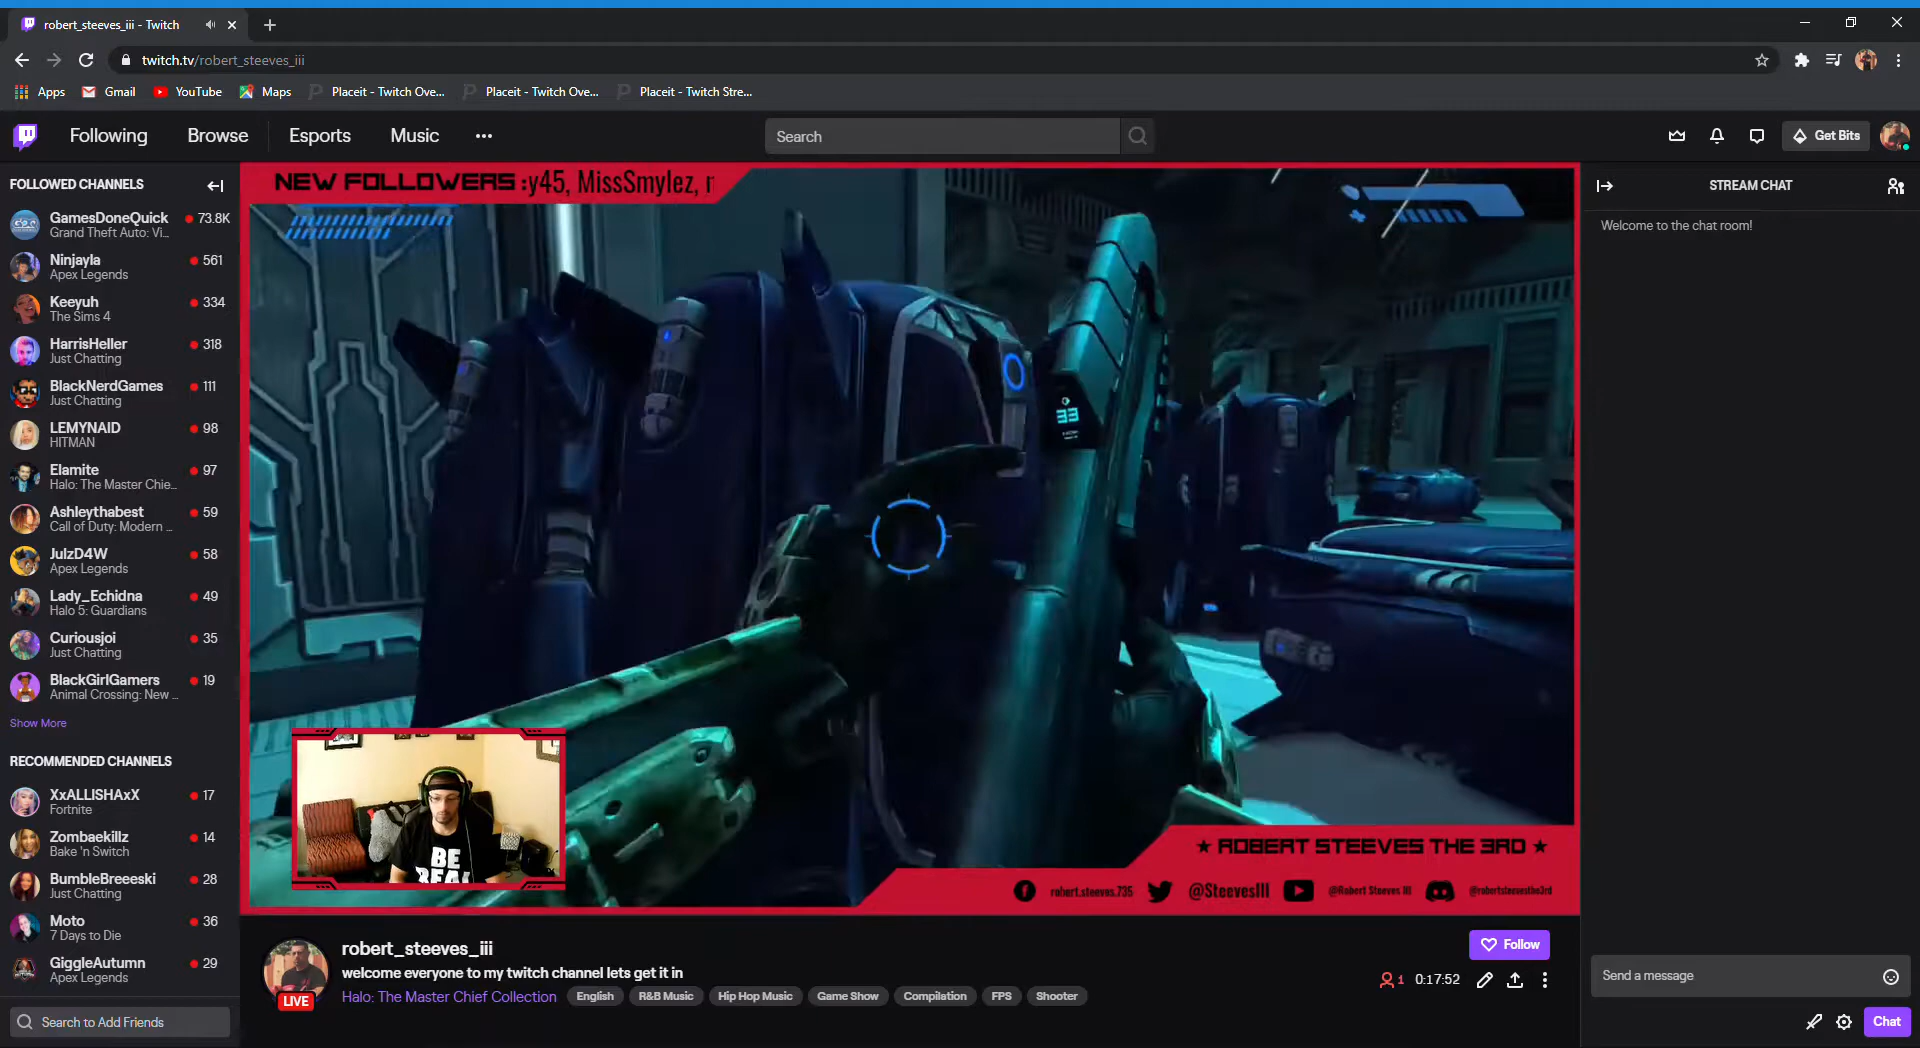 robert_steeves_iii - Twitch
twitch.tv/robert_steeves_iii
Apps
Gmail
YouTube
Maps
Placeit - Twitch Ove...
Placeit - Twitch Ove...
Placeit - Twitch Stre...
Following
Browse
Esports
Music
Search
Get Bits
FOLLOWED CHANNELS
GamesDoneQuick
73.8K
Grand Theft Auto: Vi...
Ninjayla
561
Apex Legends
Keeyuh
334
The Sims 4
HarrisHeller
318
Just Chatting
BlackNerdGames
111
Just Chatting
LEMYNAID
98
HITMAN
Elamite
97
Halo: The Master Chie...
Ashleythabest
59
Call of Duty: Modern ...
JulzD4W
58
Apex Legends
Lady_Echidna
49
Halo 5: Guardians
Curiousjoi
35
Just Chatting
BlackGirlGamers
19
Animal Crossing: New ...
Show More
RECOMMENDED CHANNELS
XxALLISHAxX
17
Fortnite
Zombaekillz
14
Bake 'n Switch
BumbleBreeeski
28
Just Chatting
Moto
36
7 Days to Die
GiggleAutumn
29
Apex Legends
Search to Add Friends
NEW FOLLOWERS :y45, MissSmylez,
33
BE
REAL
★ ROBERT STEEVES THE 3RD ★
robert.steeves.735
@SteevesIII
@Robert Steeves III
@robertsteevesthe3rd
robert_steeves_iii
welcome everyone to my twitch channel lets get it in
Halo: The Master Chief Collection
English
R&B Music
Hip Hop Music
Game Show
Compilation
FPS
Shooter
LIVE
Follow
1
0:17:52
STREAM CHAT
Welcome to the chat room!
Send a message
Chat